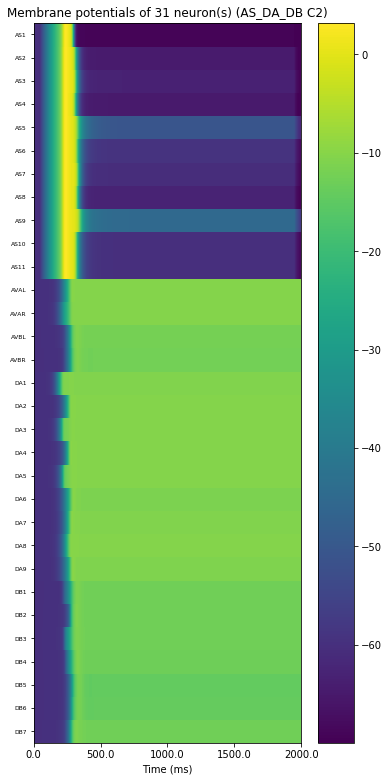 Membrane potentials of 31 neuron(s) (AS_DA_DB C2)
AS1
AS2
AS3
AS4
AS5
AS6
AS7
AS8
AS9
AS10
AS11
AVAL
AVAR
AVBL
AVBR
DA1
DA2
DA3
DA4
DA5
DA6
DA7
DA8
DA9
DB1
DB2
DB3
DB4
DB5
DB6
DB7
0.0 500.0 1000.0 1500.0 2000.0
Time (ms)
0
−10
−20
−30
−40
−50
−60